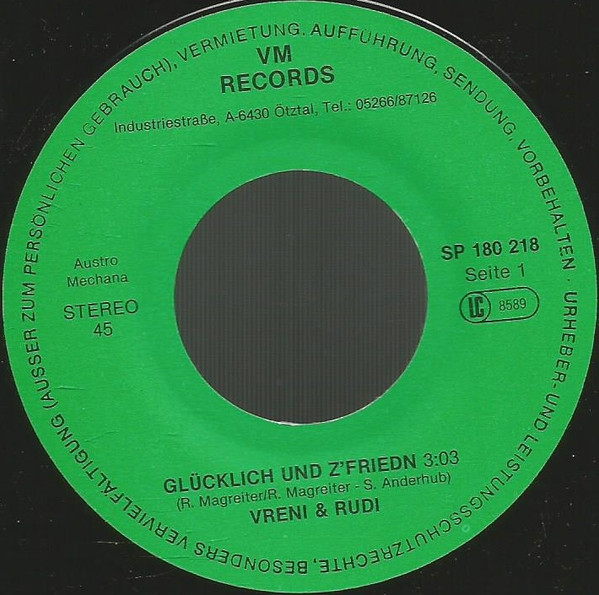 URHEBER- UND LEISTUNGSSCHUTZRECHTE, BESONDERS VERVIELFÄLTIGUNG (AUSSER ZUM PERSÖNLICHEN GEBRAUCH), VERMIETUNG. AUFFÜHRUNG, SENDUNG, VORBEHALTEN ·
VM
RECORDS
Industriestraße, A-6430 Ötztal, Tel.: 05266/87126
Austro
Mechana
STEREO
45
SP 180 218
Seite 1
LC 8589
GLÜCKLICH UND Z'FRIEDN 3:03
(R. Magreiter/R. Magreiter - S. Anderhub)
VRENI & RUDI